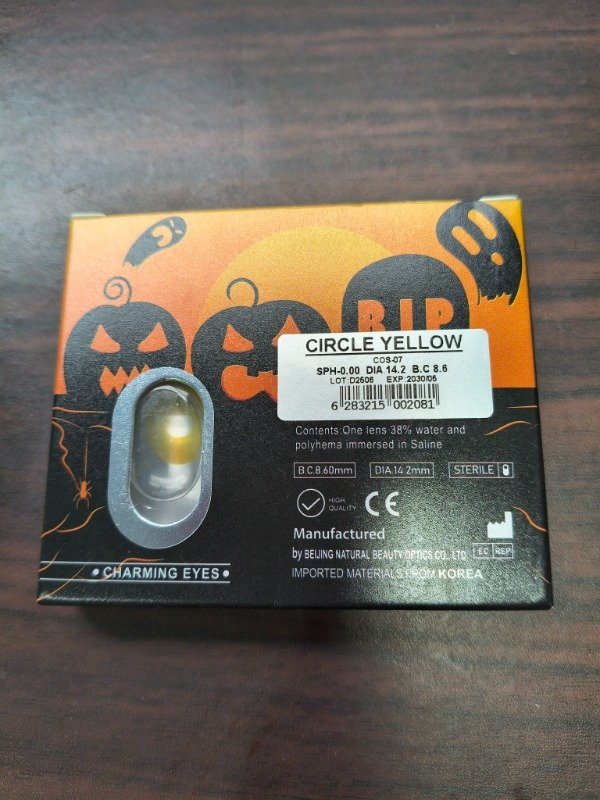 R.I.P
CIRCLE YELLOW
COS-07
SPH-0.00 DIA 14.2 B.C 8.6
LOT:D2606 EXP:2030/05
6 283215 002081
Contents:One lens 38% water and
polyhema immersed in Saline
B.C.8.60mm DIA.14.2mm STERILE
HIGH
QUALITY
CE
Manufactured
by BEIJING NATURAL BEAUTY OPTICS CO., LTD.
EC REP
IMPORTED MATERIALS FROM KOREA
• CHARMING EYES •